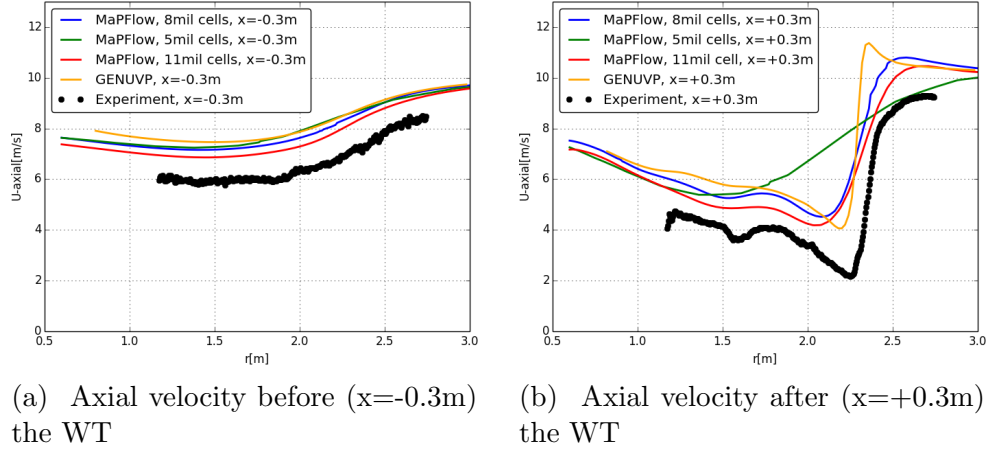 MaPFlow, 8mil cells, x=-0.3m
MaPFlow, 5mil cells, x=-0.3m
MaPFlow, 11mil cells, x=-0.3m
GENUVP, x=-0.3m
Experiment, x=-0.3m
U-axial[m/s]
12
10
8
6
4
2
0
0.5 1.0 1.5 2.0 2.5 3.0
r[m]
(a) Axial velocity before (x=-0.3m)
the WT
MaPFlow, 8mil cells, x=+0.3m
MaPFlow, 5mil cells, x=+0.3m
MaPFlow, 11mil cell, x=+0.3m
GENUVP, x=+0.3m
Experiment, x=+0.3m
U-axial[m/s]
12
10
8
6
4
2
0
0.5 1.0 1.5 2.0 2.5 3.0
r[m]
(b) Axial velocity after (x=+0.3m)
the WT